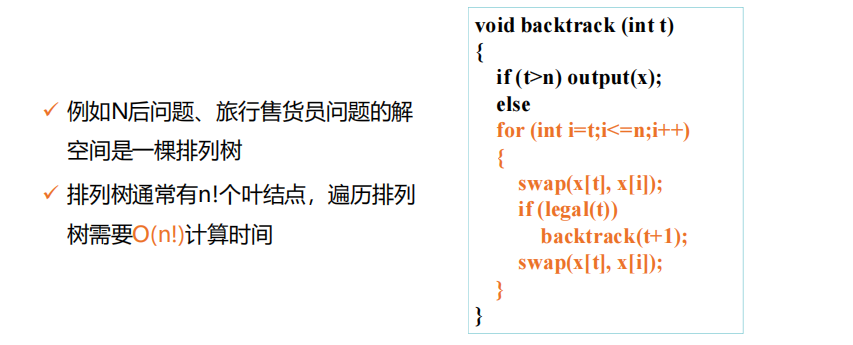 ✓ 例如N后问题、旅行售货员问题的解
空间是一棵排列树
✓ 排列树通常有n!个叶结点，遍历排列
树需要O(n!)计算时间
void backtrack (int t)
{
if (t>n) output(x);
else
for (int i=t;i<=n;i++)
{
swap(x[t], x[i]);
if (legal(t))
backtrack(t+1);
swap(x[t], x[i]);
}
}